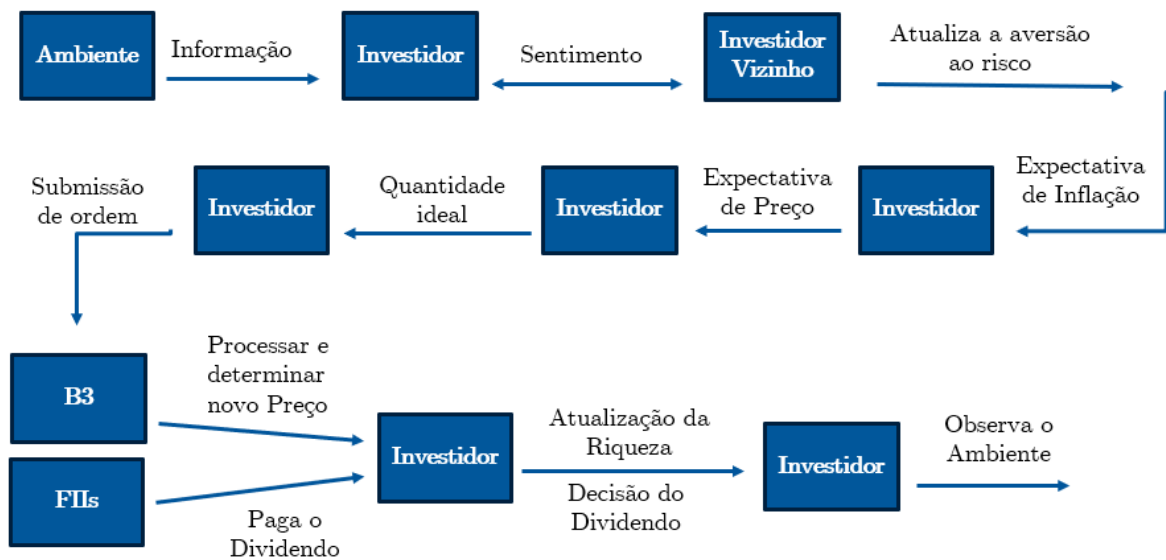 Ambiente
Informação
Investidor
Sentimento
Investidor
Vizinho
Atualiza a aversão
ao risco
Expectativa
de Inflação
Investidor
Expectativa
de Preço
Investidor
Quantidade
ideal
Investidor
Submissão
de ordem
B3
FIIs
Processar e
determinar
novo Preço
Paga o
Dividendo
Investidor
Atualização da
Riqueza
Decisão do
Dividendo
Investidor
Observa o
Ambiente